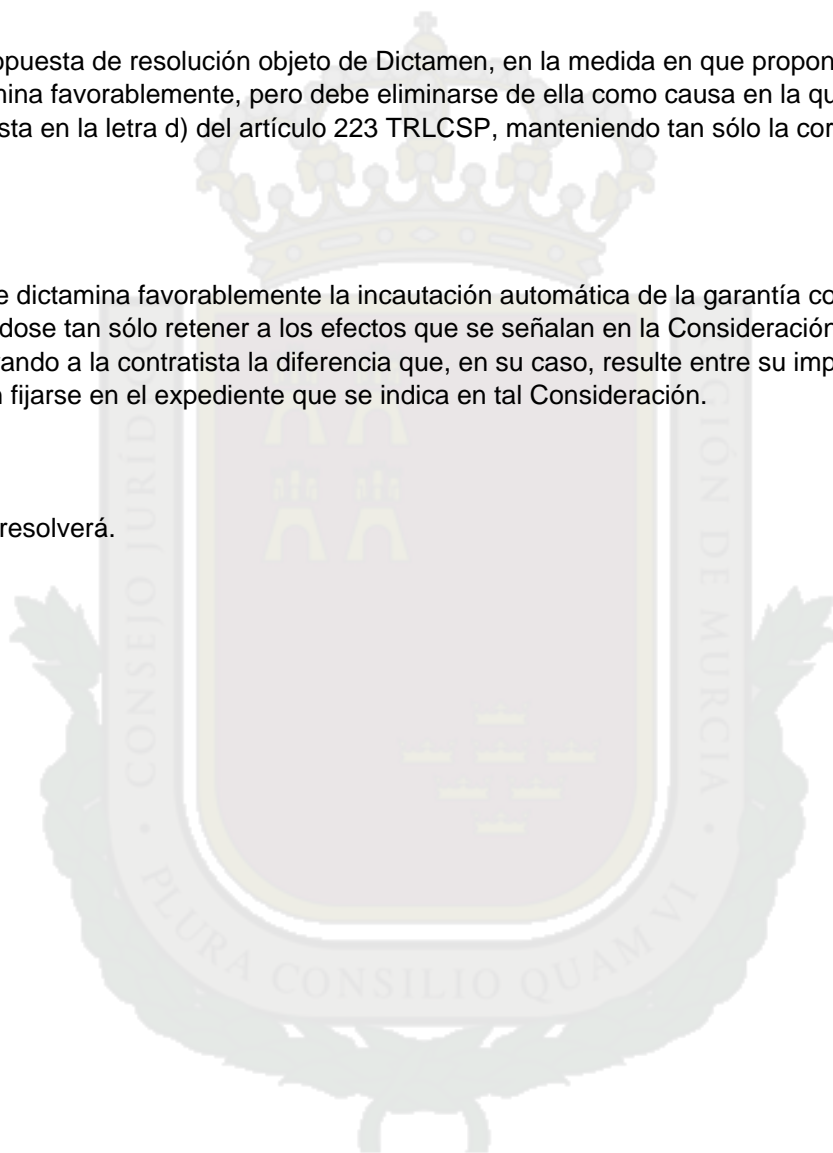 puesta de resolución objeto de Dictamen, en la medida en que propon
nina favorablemente, pero debe eliminarse de ella como causa en la qu
sta en la letra d) del artículo 223 TRLCSP, manteniendo tan sólo la cor
e dictamina favorablemente la incautación automática de la garantía co
dose tan sólo retener a los efectos que se señalan en la Consideración
ando a la contratista la diferencia que, en su caso, resulte entre su imp
fijarse en el expediente que se indica en tal Consideración.
resolverá.
CONSEJO JURÍDICO
REGIÓN DE MURCIA
PLURA CONSILIO QUAM VI